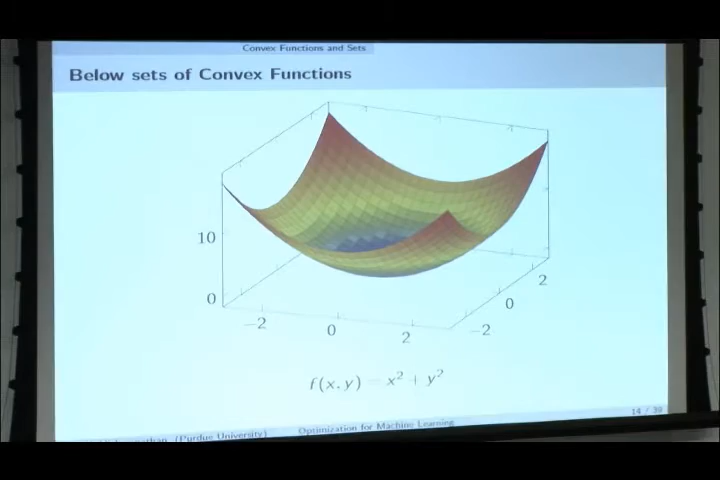 Convex Functions and Sets
Below sets of Convex Functions
10
0
−2
0
2
−2
0
2
f(x, y) = x² + y²
14 / 39
(Purdue University)
Optimization for Machine Learning